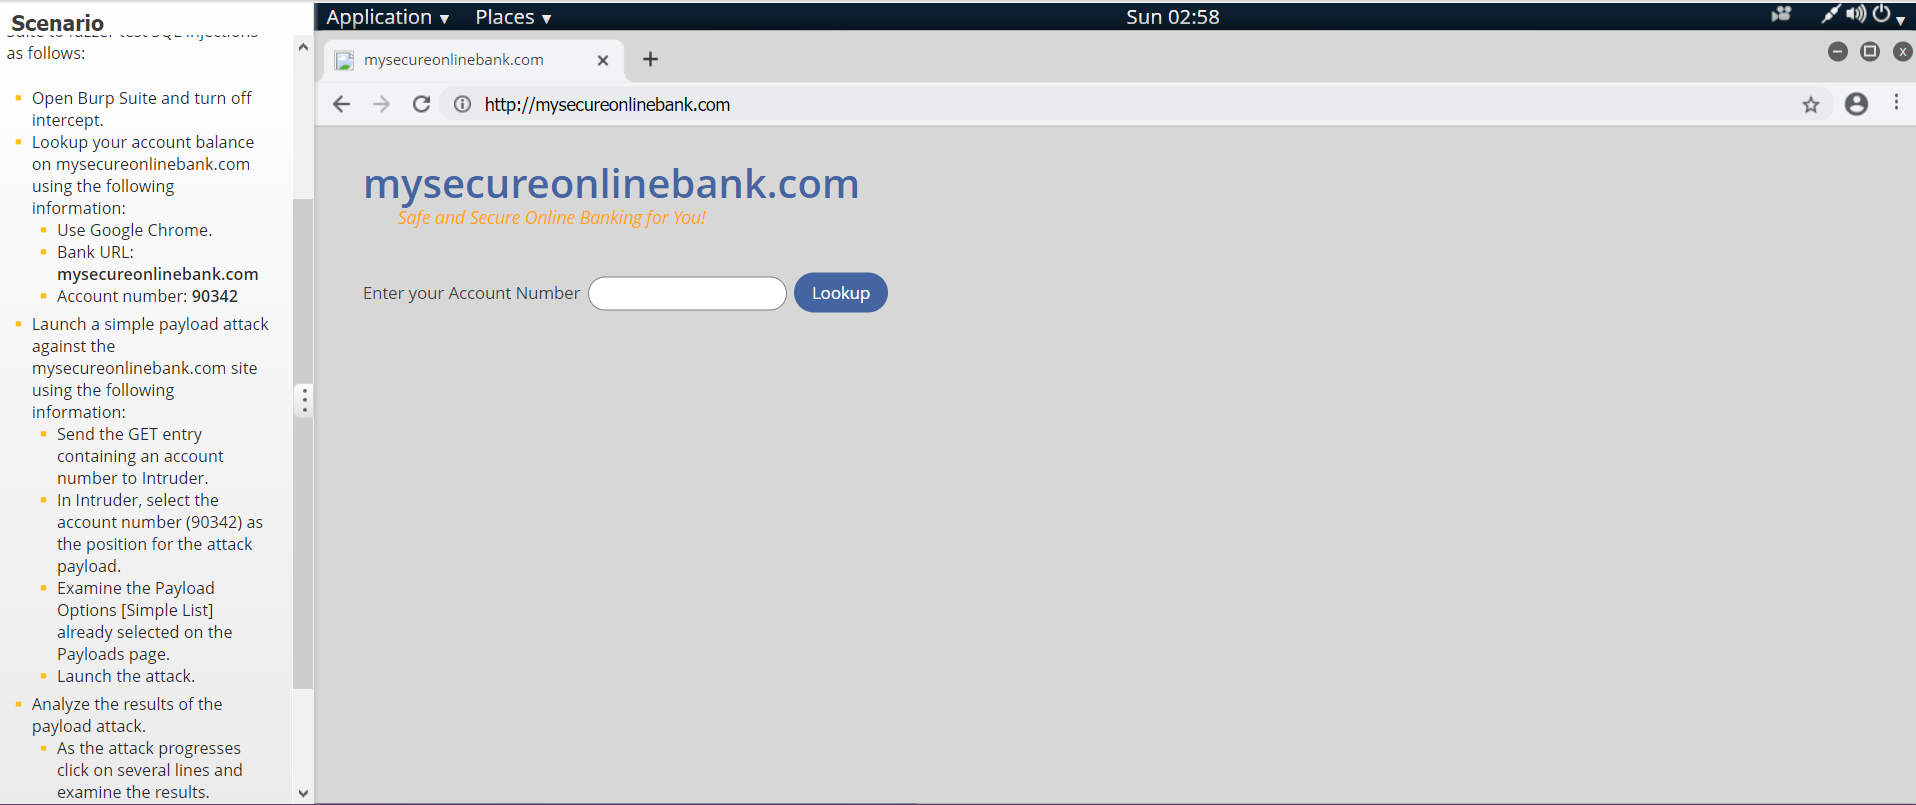 Scenario
Suite to fuzzer test SQL injections
as follows:
Open Burp Suite and turn off
intercept.
Lookup your account balance
on mysecureonlinebank.com
using the following
information:
Use Google Chrome.
Bank URL:
mysecureonlinebank.com
Account number: 90342
Launch a simple payload attack
against the
mysecureonlinebank.com site
using the following
information:
Send the GET entry
containing an account
number to Intruder.
In Intruder, select the
account number (90342) as
the position for the attack
payload.
Examine the Payload
Options [Simple List]
already selected on the
Payloads page.
Launch the attack.
Analyze the results of the
payload attack.
As the attack progresses
click on several lines and
examine the results.
Application Places Sun 02:58
mysecureonlinebank.com
http://mysecureonlinebank.com
mysecureonlinebank.com
Safe and Secure Online Banking for You!
Enter your Account Number Lookup